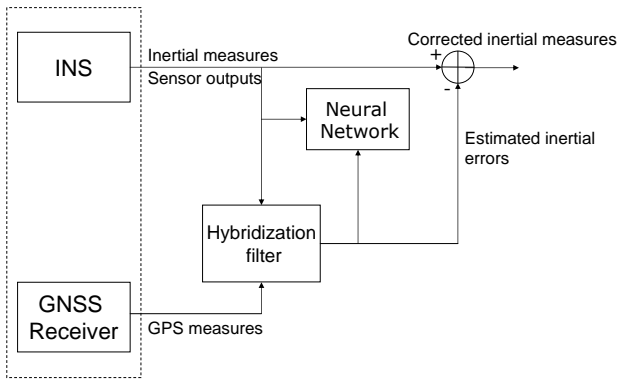 INS
Inertial measures
Sensor outputs
+
-
Corrected inertial measures
Neural
Network
Estimated inertial
errors
Hybridization
filter
GNSS
Receiver
GPS measures